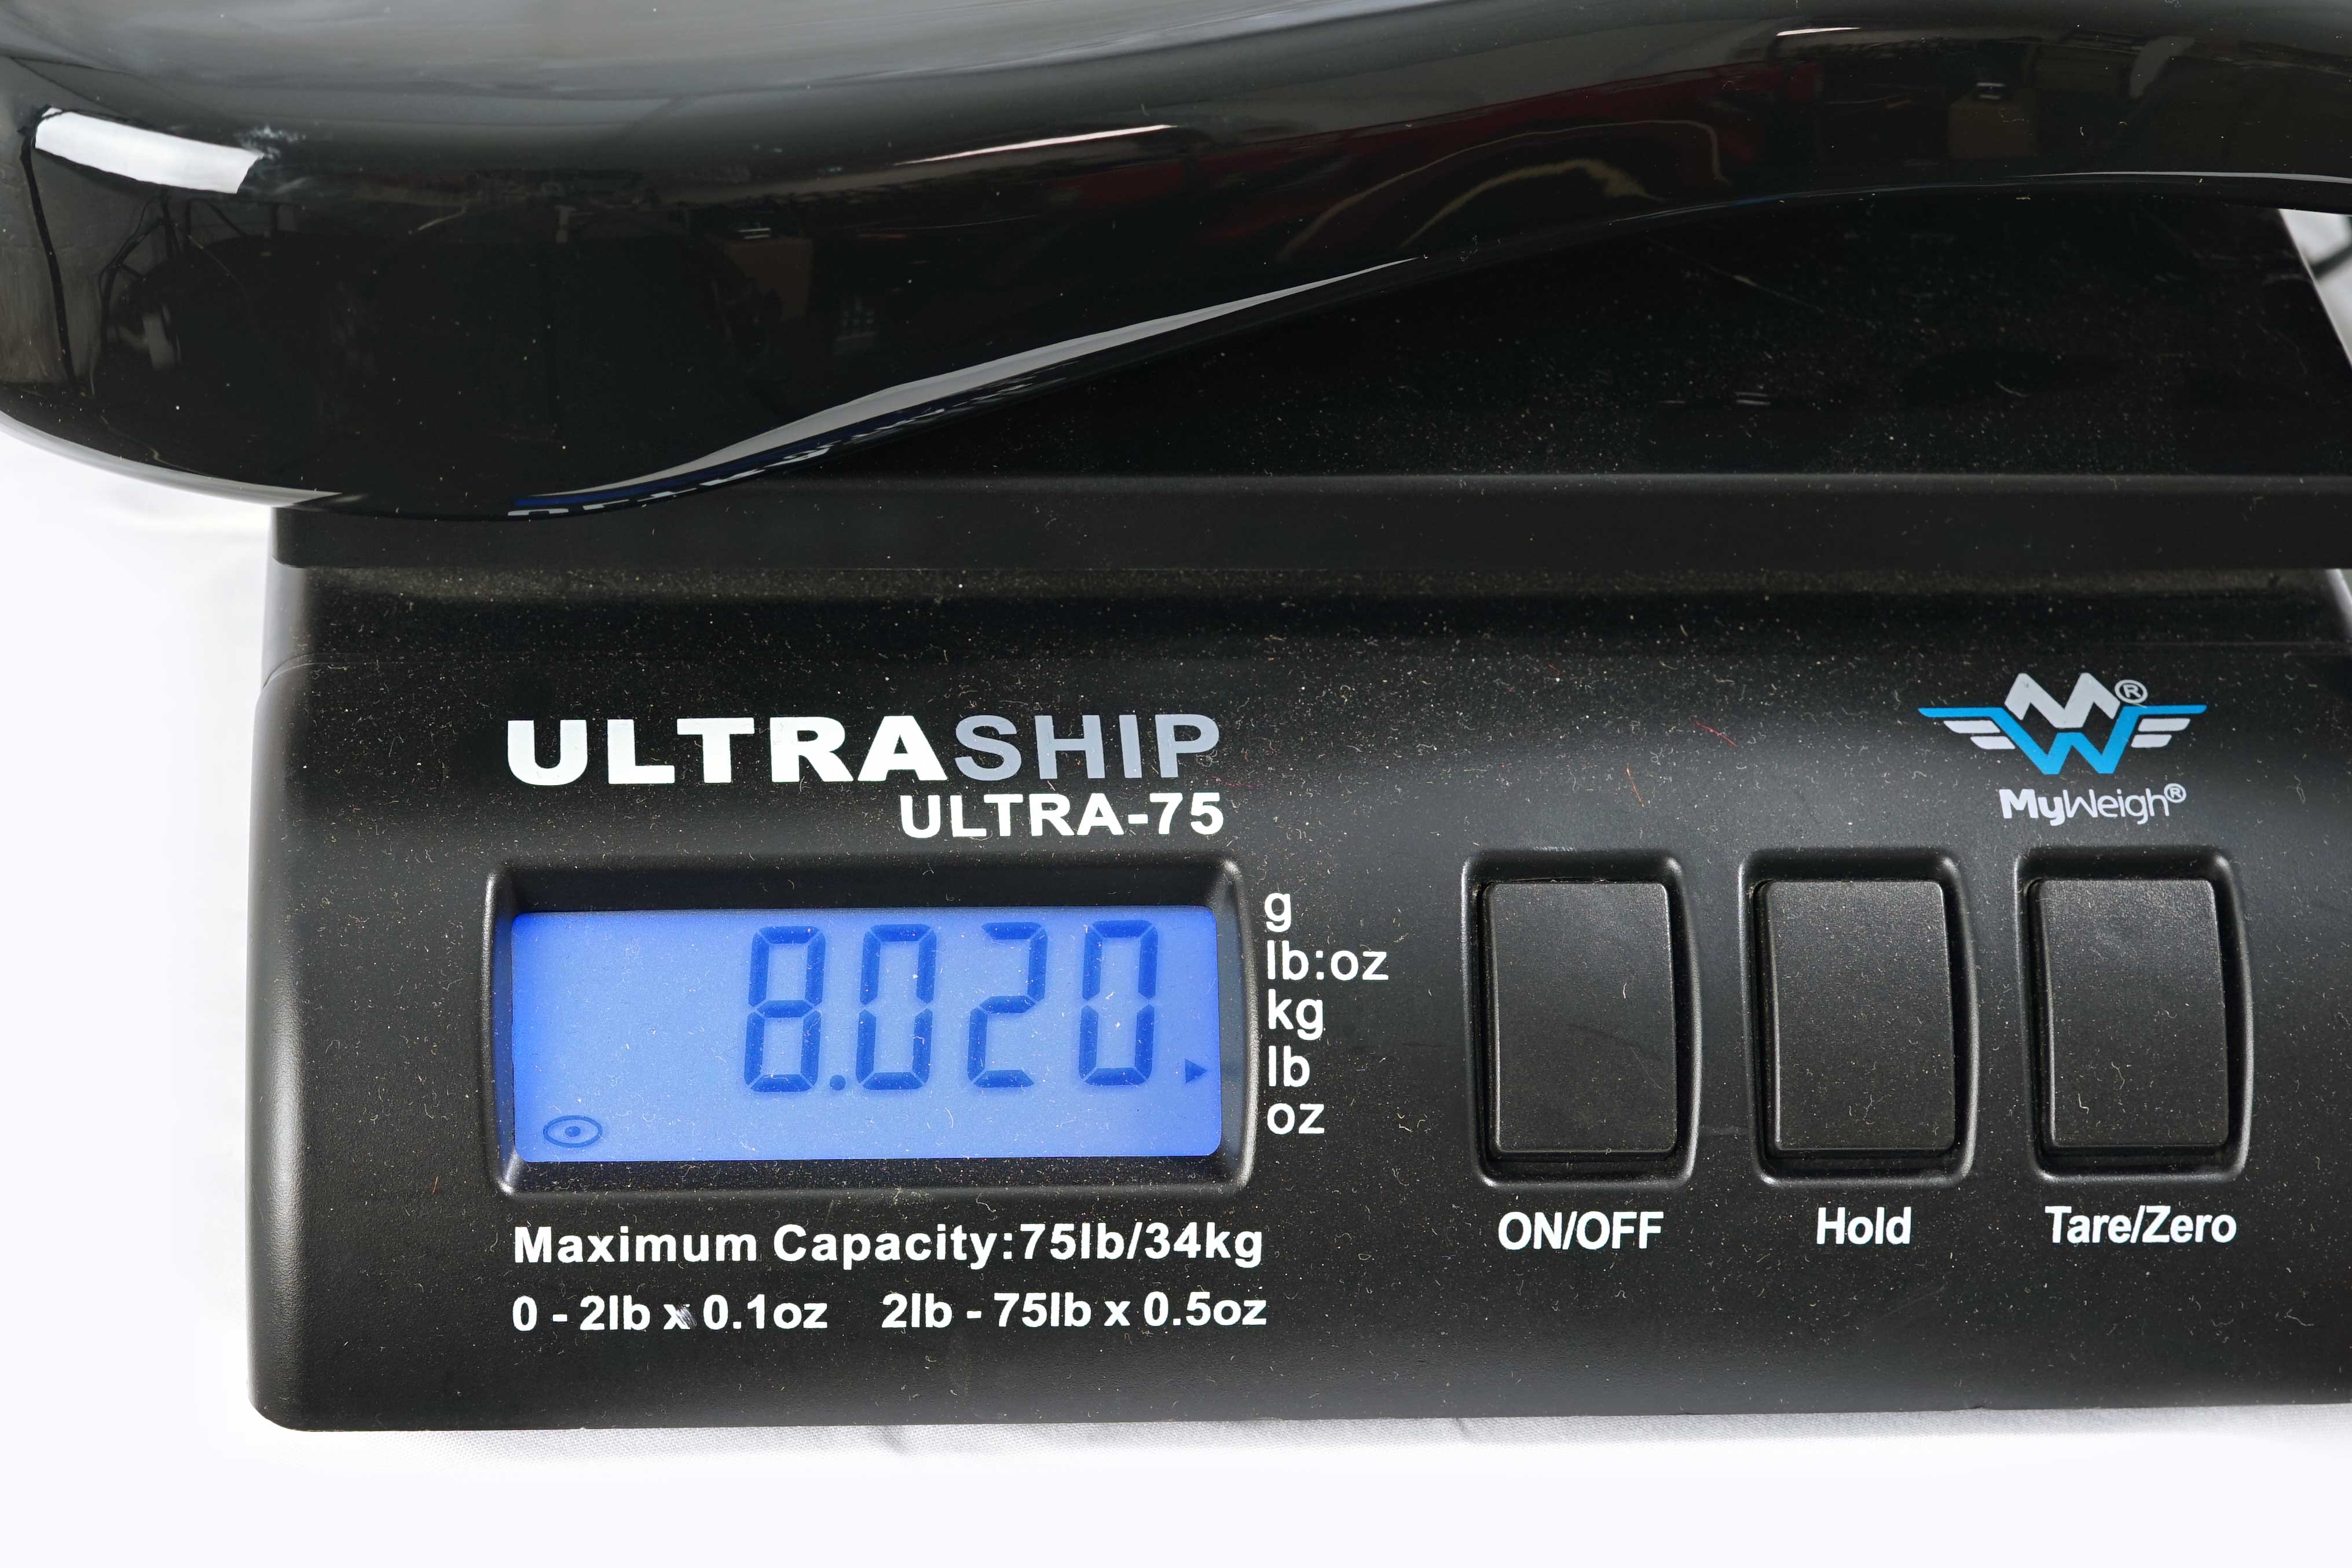 ULTRASHIP
ULTRA-75
®
MyWeigh®
8.020
g
lb:oz
kg
lb
oz
Maximum Capacity:75lb/34kg
0 - 2lb x 0.1oz 2lb - 75lb x 0.5oz
ON/OFF
Hold
Tare/Zero